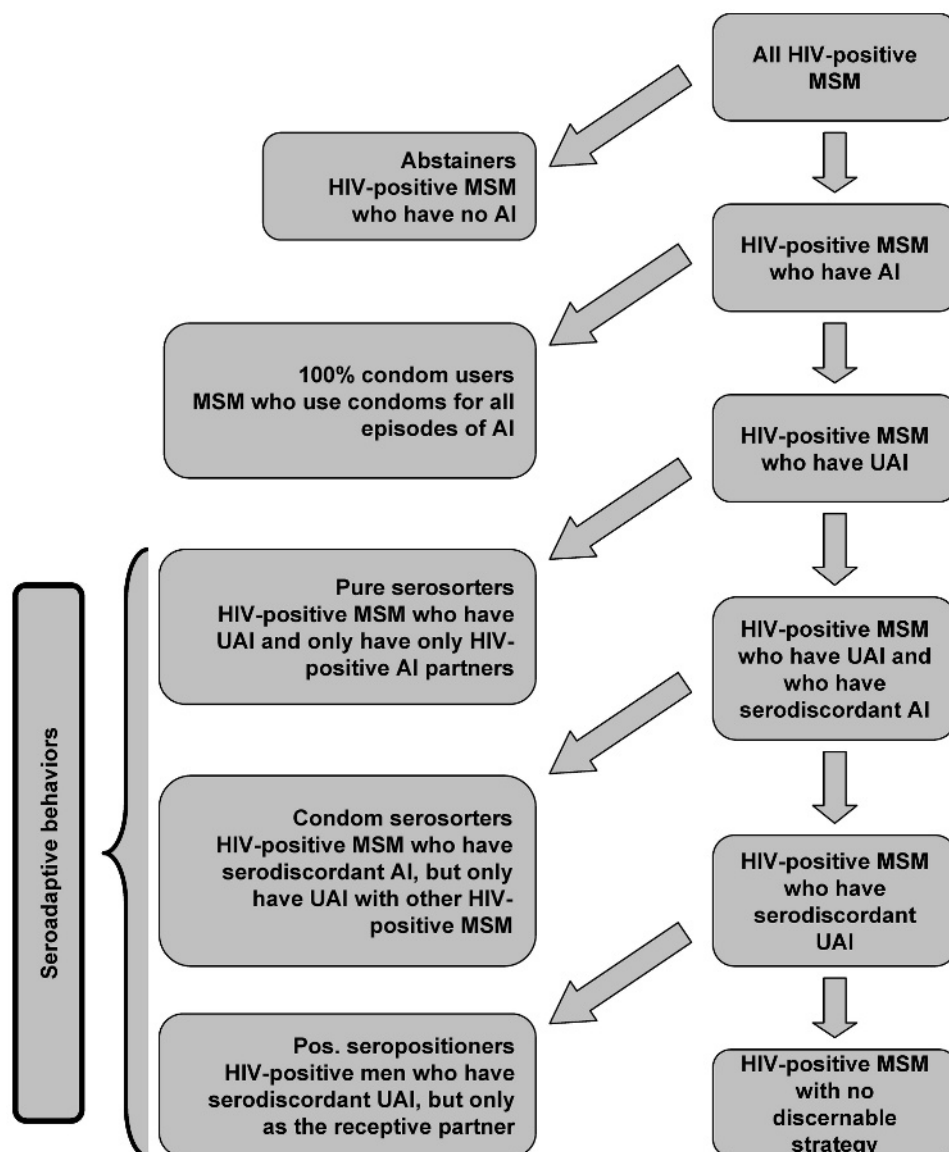 All HIV-positive
MSM
Abstainers
HIV-positive MSM
who have no AI
HIV-positive MSM
who have AI
100% condom users
MSM who use condoms for all
episodes of AI
HIV-positive MSM
who have UAI
Pure serosorters
HIV-positive MSM who have
UAI and only have only HIV-
positive AI partners
HIV-positive MSM
who have UAI and
who have
serodiscordant AI
Condom serosorters
HIV-positive MSM who have
serodiscordant AI, but only
have UAI with other HIV-
positive MSM
HIV-positive MSM
who have
serodiscordant
UAI
Pos. seropositioners
HIV-positive men who have
serodiscordant UAI, but only
as the receptive partner
HIV-positive MSM
with no
discernable
strategy
Seroadaptive behaviors